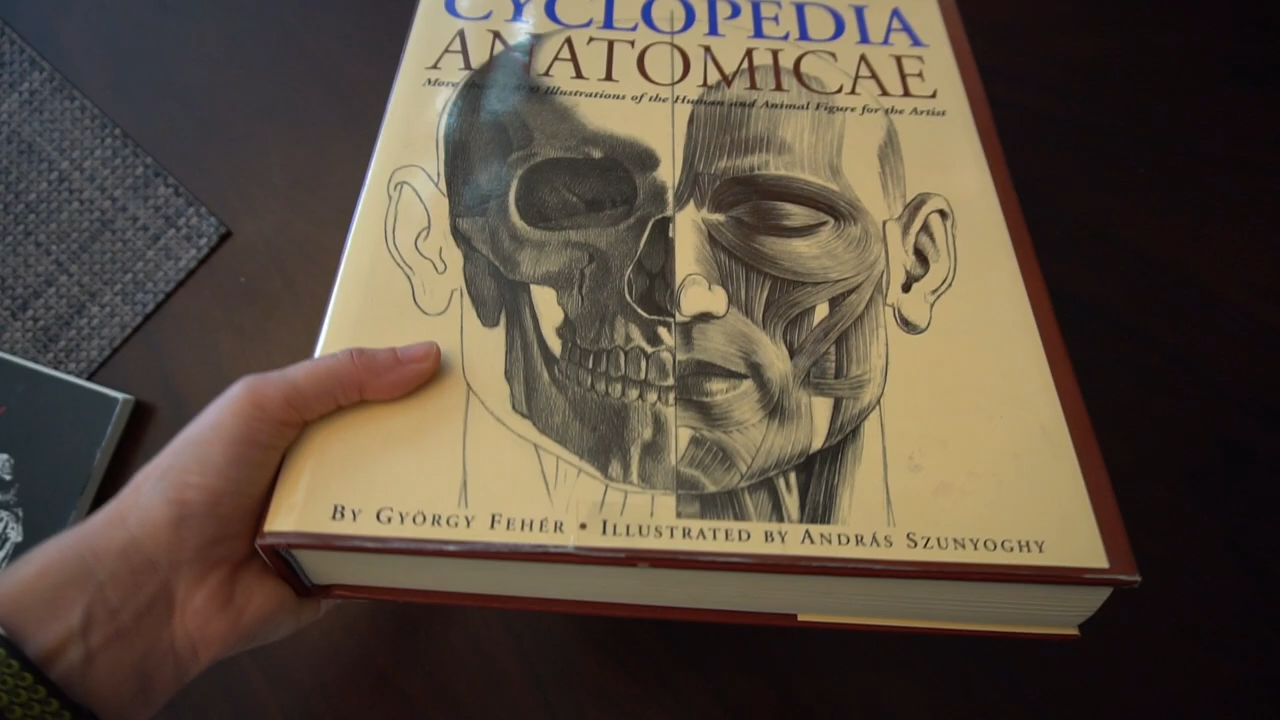 CYCLOPEDIA
ANATOMICAE
More Illustrations of the Human and Animal Figure for the Artist
BY GYÖRGY FEHÉR • ILLUSTRATED BY ANDRÁS SZUNYOGHY